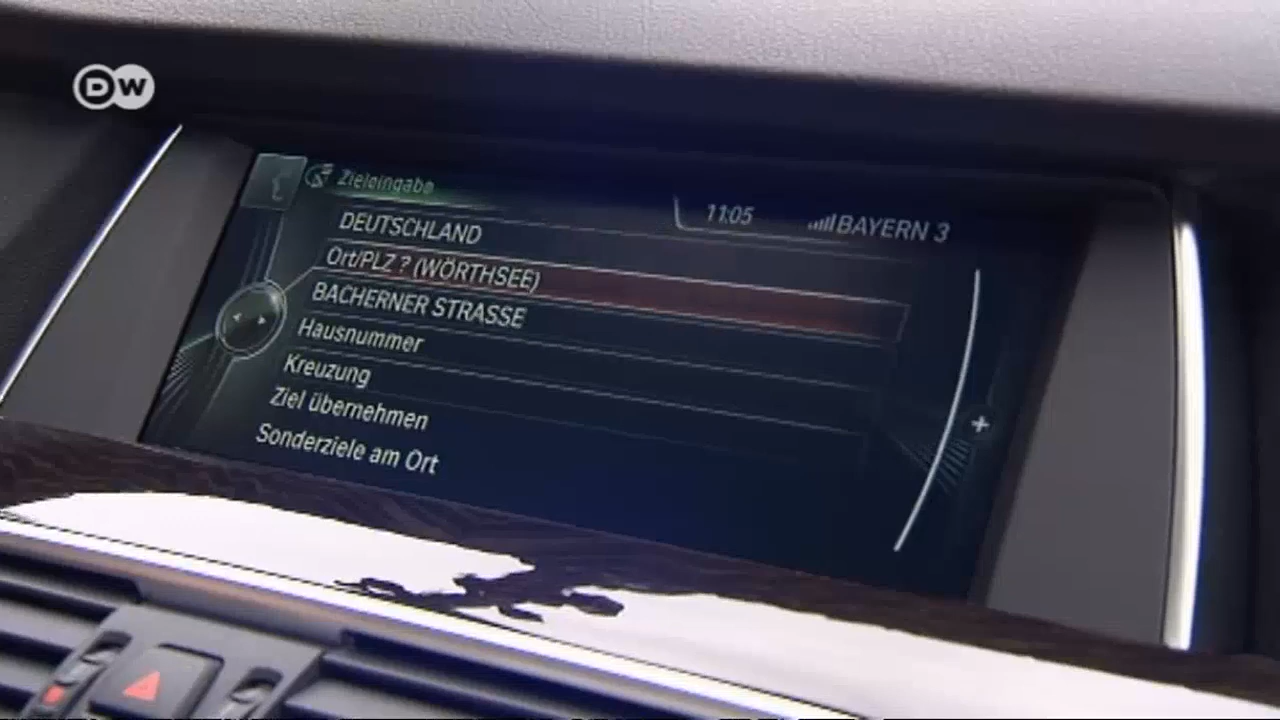 DW
Zieleingabe
11:05 BAYERN 3
DEUTSCHLAND
Ort/PLZ ? (WÖRTHSEE)
BACHERNER STRASSE
Hausnummer
Kreuzung
Ziel übernehmen
Sonderziele am Ort
+